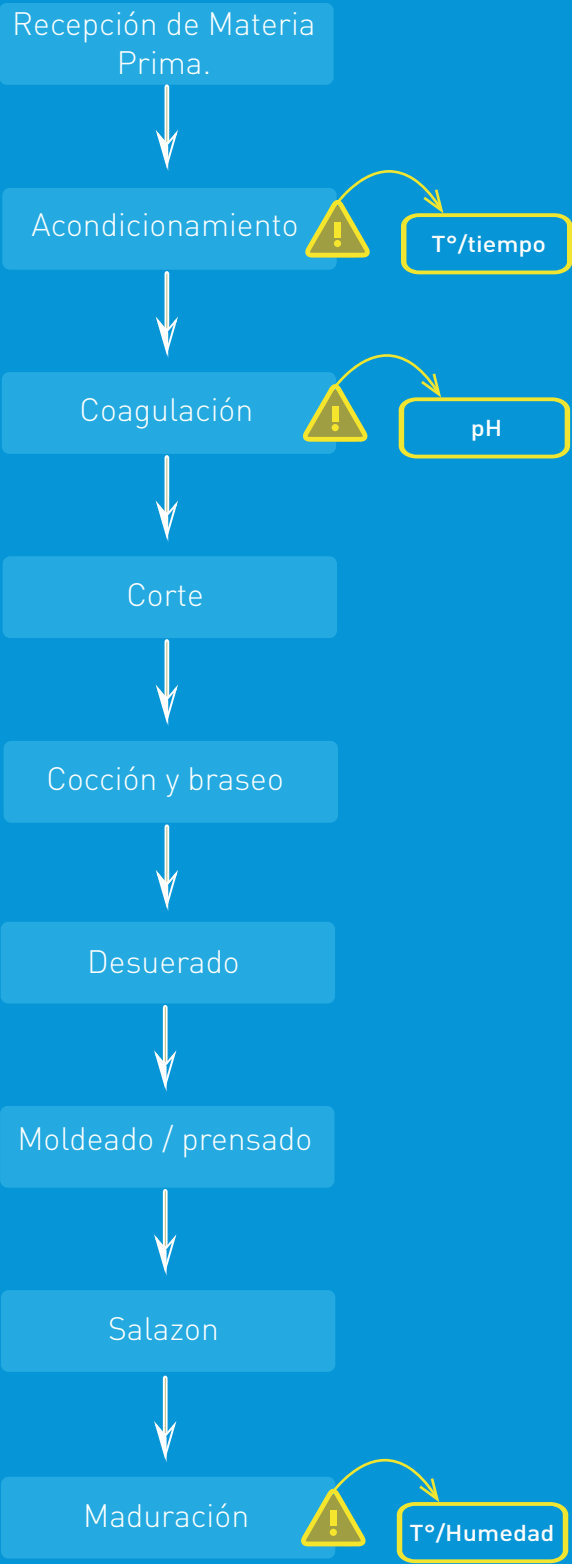 Recepción de Materia
Prima.
Acondicionamiento
T°/tiempo
Coagulación
pH
Corte
Cocción y braseo
Desuerado
Moldeado / prensado
Salazon
Maduración
T°/Humedad